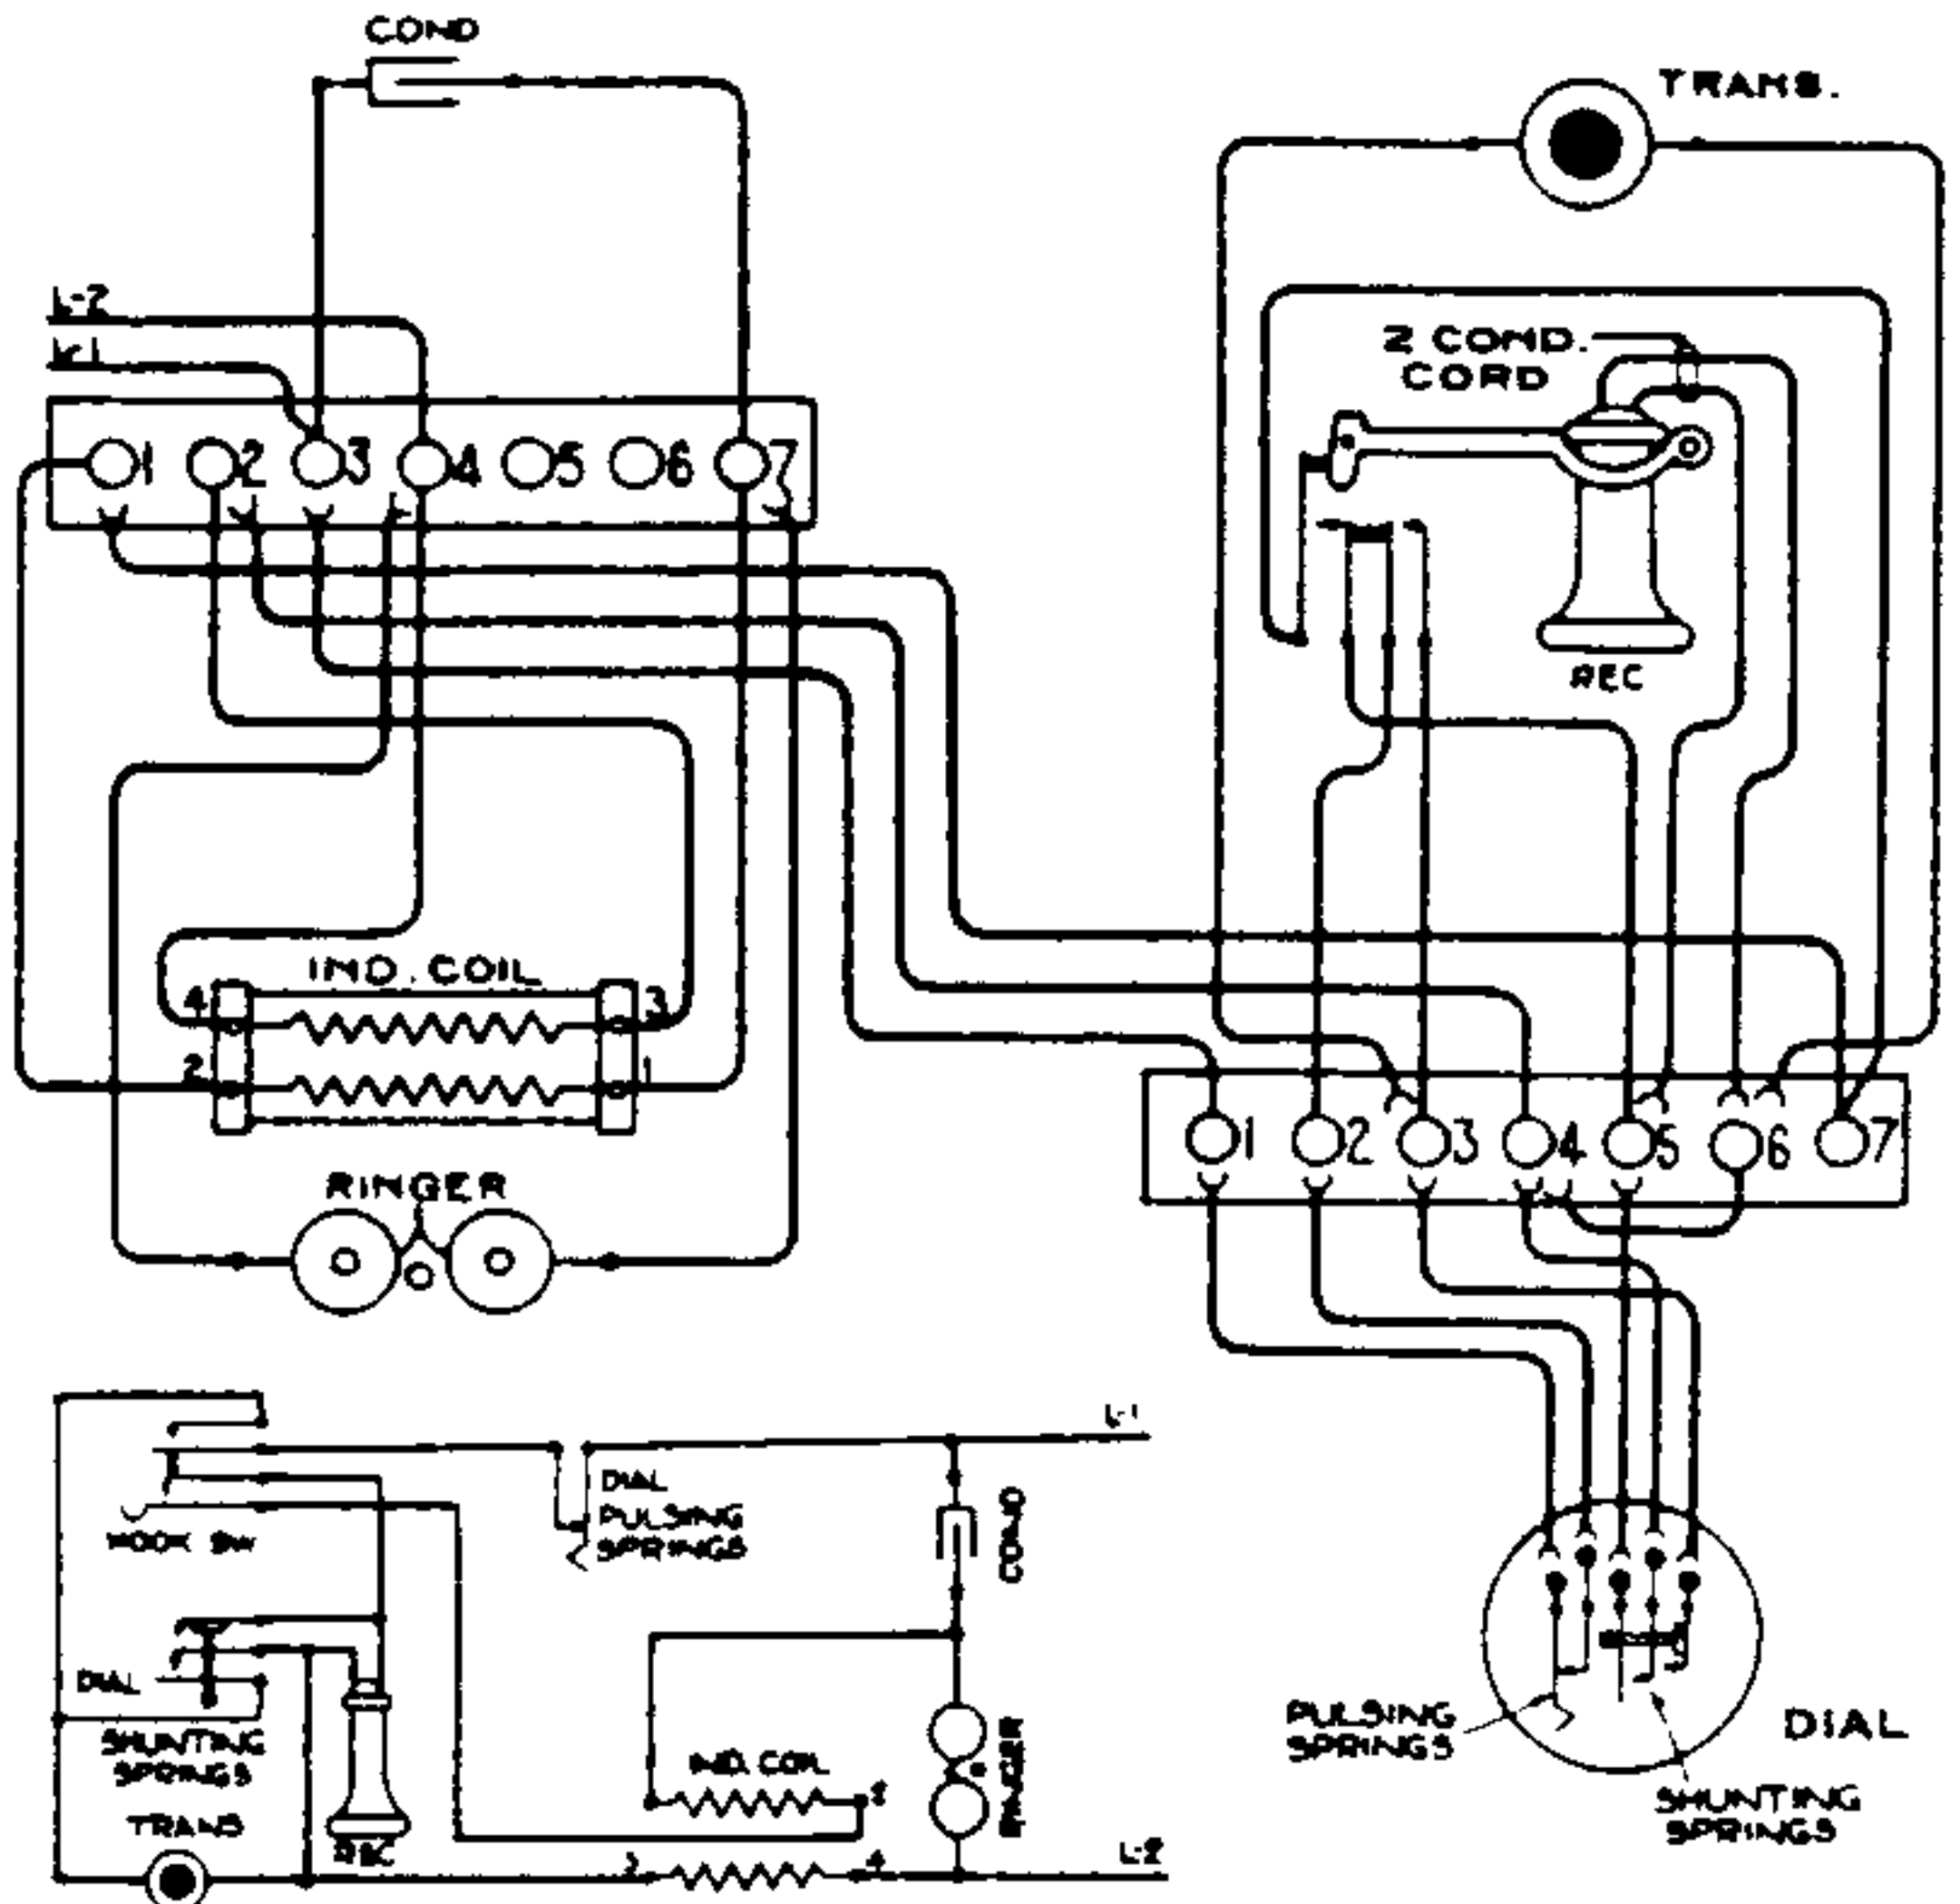 COND
TRANS.
L-2
2 COND.
CORD
L-1
1 2 3 4 5 6 7
REC
IND. COIL
4 3
2 1
1 2 3 4 5 6 7
RINGER
L-1
DIAL
PULSING
SPRINGS
COND
HOOK SW
DIAL
SHUNTING
SPRINGS
PULSING
SPRINGS
DIAL
IND. COIL
RINGER
2
SHUNTING
SPRINGS
TRANS
REC
4
L-2